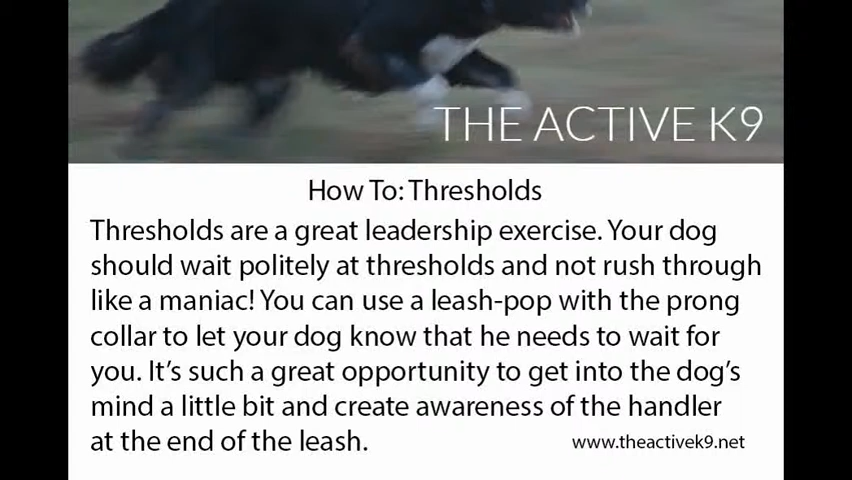 THE ACTIVE K9
How To: Thresholds
Thresholds are a great leadership exercise. Your dog
should wait politely at thresholds and not rush through
like a maniac! You can use a leash-pop with the prong
collar to let your dog know that he needs to wait for
you. It’s such a great opportunity to get into the dog’s
mind a little bit and create awareness of the handler
at the end of the leash.
www.theactivek9.net